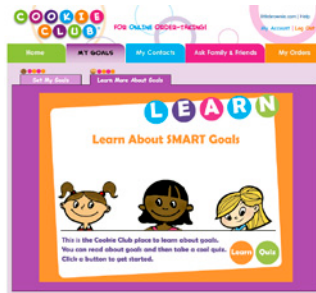 COOKIE
CLUB
FOR ONLINE ORDER-TAKING!
Help
My Account | Log Out
Home
MY GOALS
My Contacts
Ask Family & Friends
My Orders
Set My Goals
Learn More About Goals
LEARN
Learn About SMART Goals
This is the Cookie Club place to learn about goals.
You can read about goals and then take a cool quiz.
Click a button to get started.
Learn
Quiz